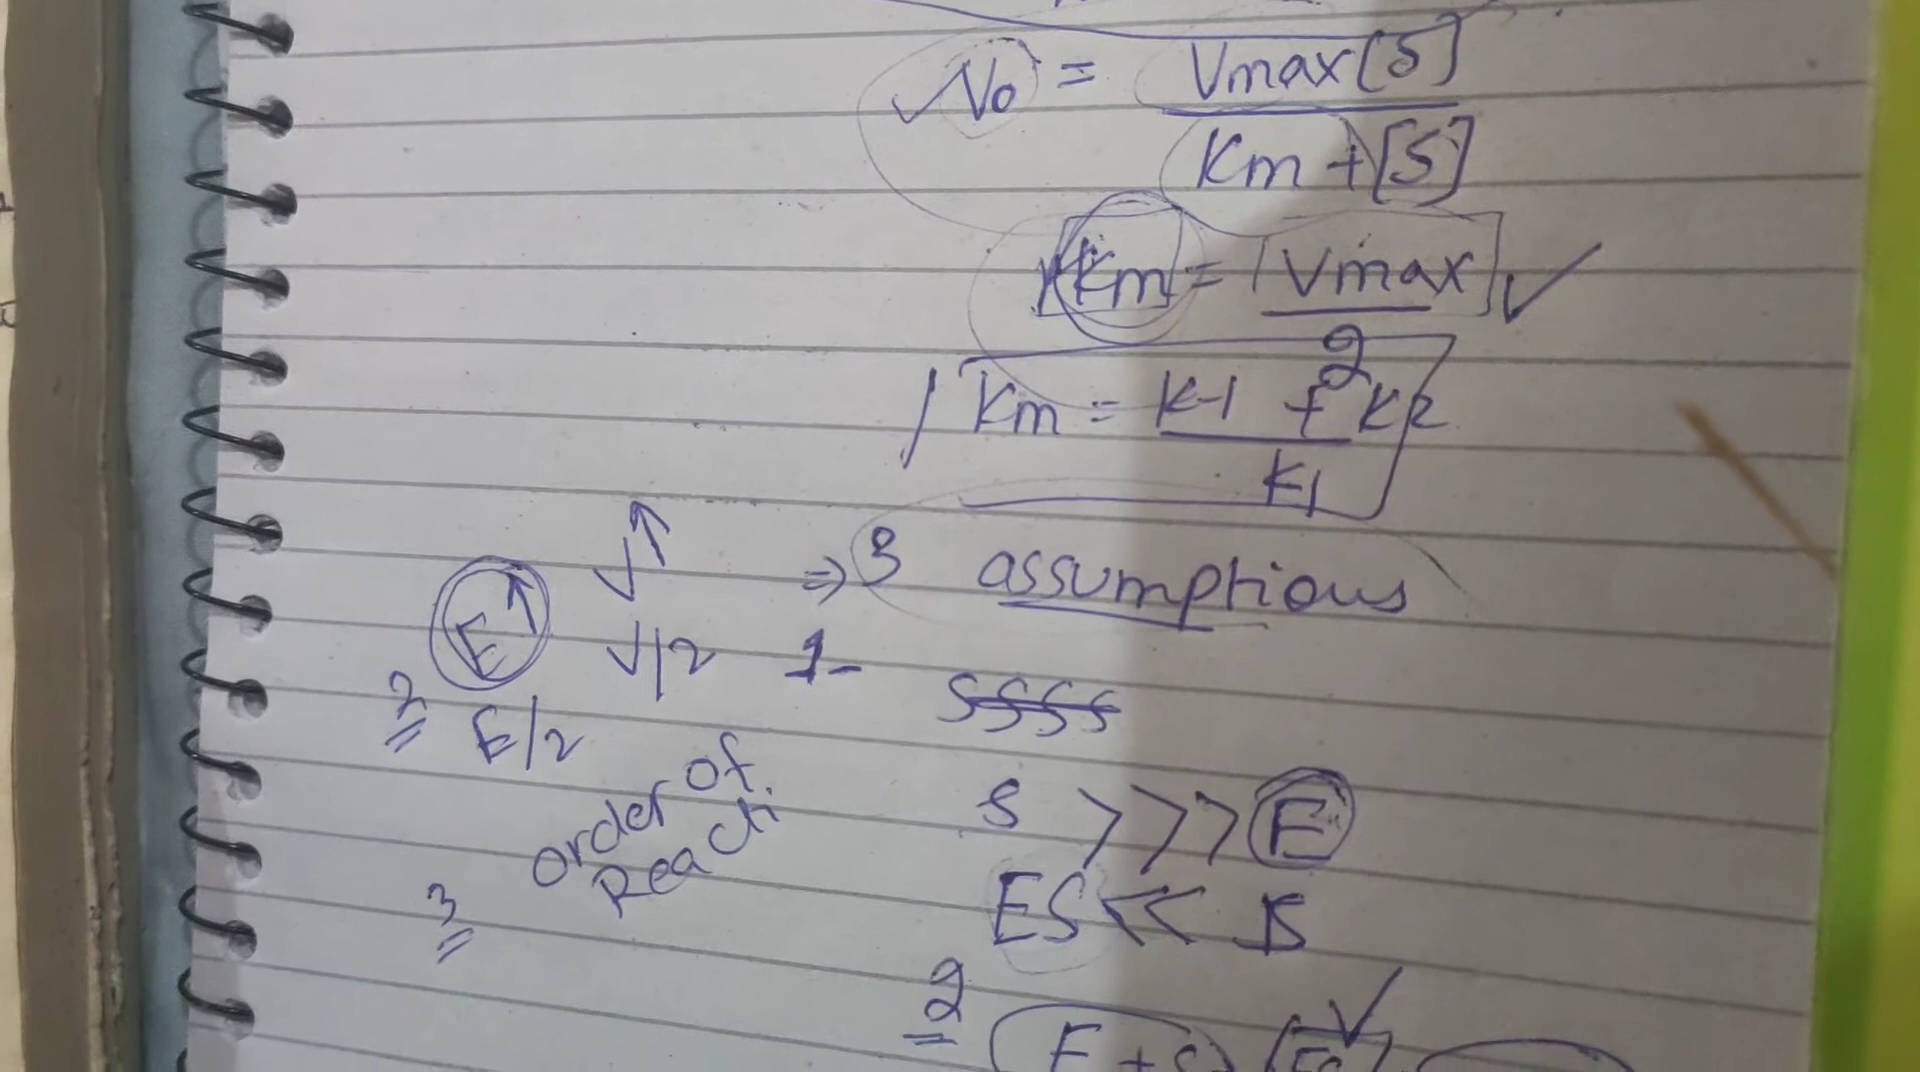 V0 = Vmax[S]
Km + [S]
Km = Vmax
2
Km = K-1 + K2
K1
⇒ 3 assumptions
E↑ V↑
V/2 1-
2 E/2
SSSS
order of
Reacti
S >>> E
3
ES << S
2
E + S ES